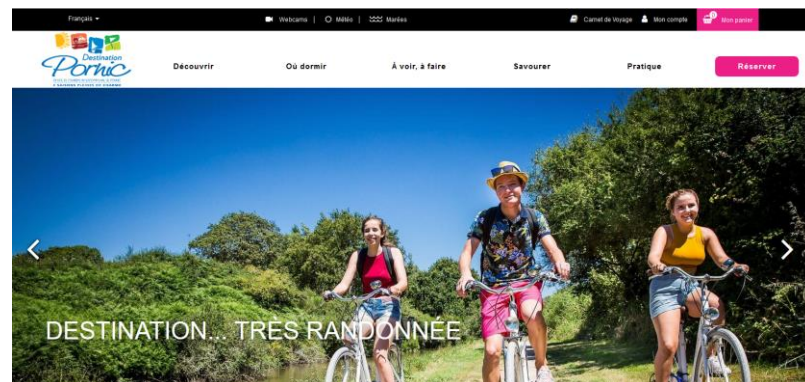 Français
Webcams | Météo | Marées
Carnet de Voyage Mon compte 0 Mon panier
Destination
Pornic
Découvrir Où dormir À voir, à faire Savourer Pratique Réserver
DESTINATION... TRÈS RANDONNÉE